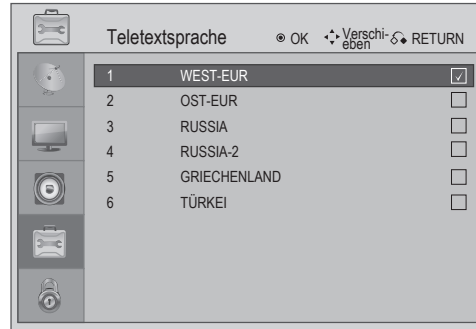 Teletextsprache OK Verschi-
eben RETURN
1 WEST-EUR
2 OST-EUR
3 RUSSIA
4 RUSSIA-2
5 GRIECHENLAND
6 TÜRKEI